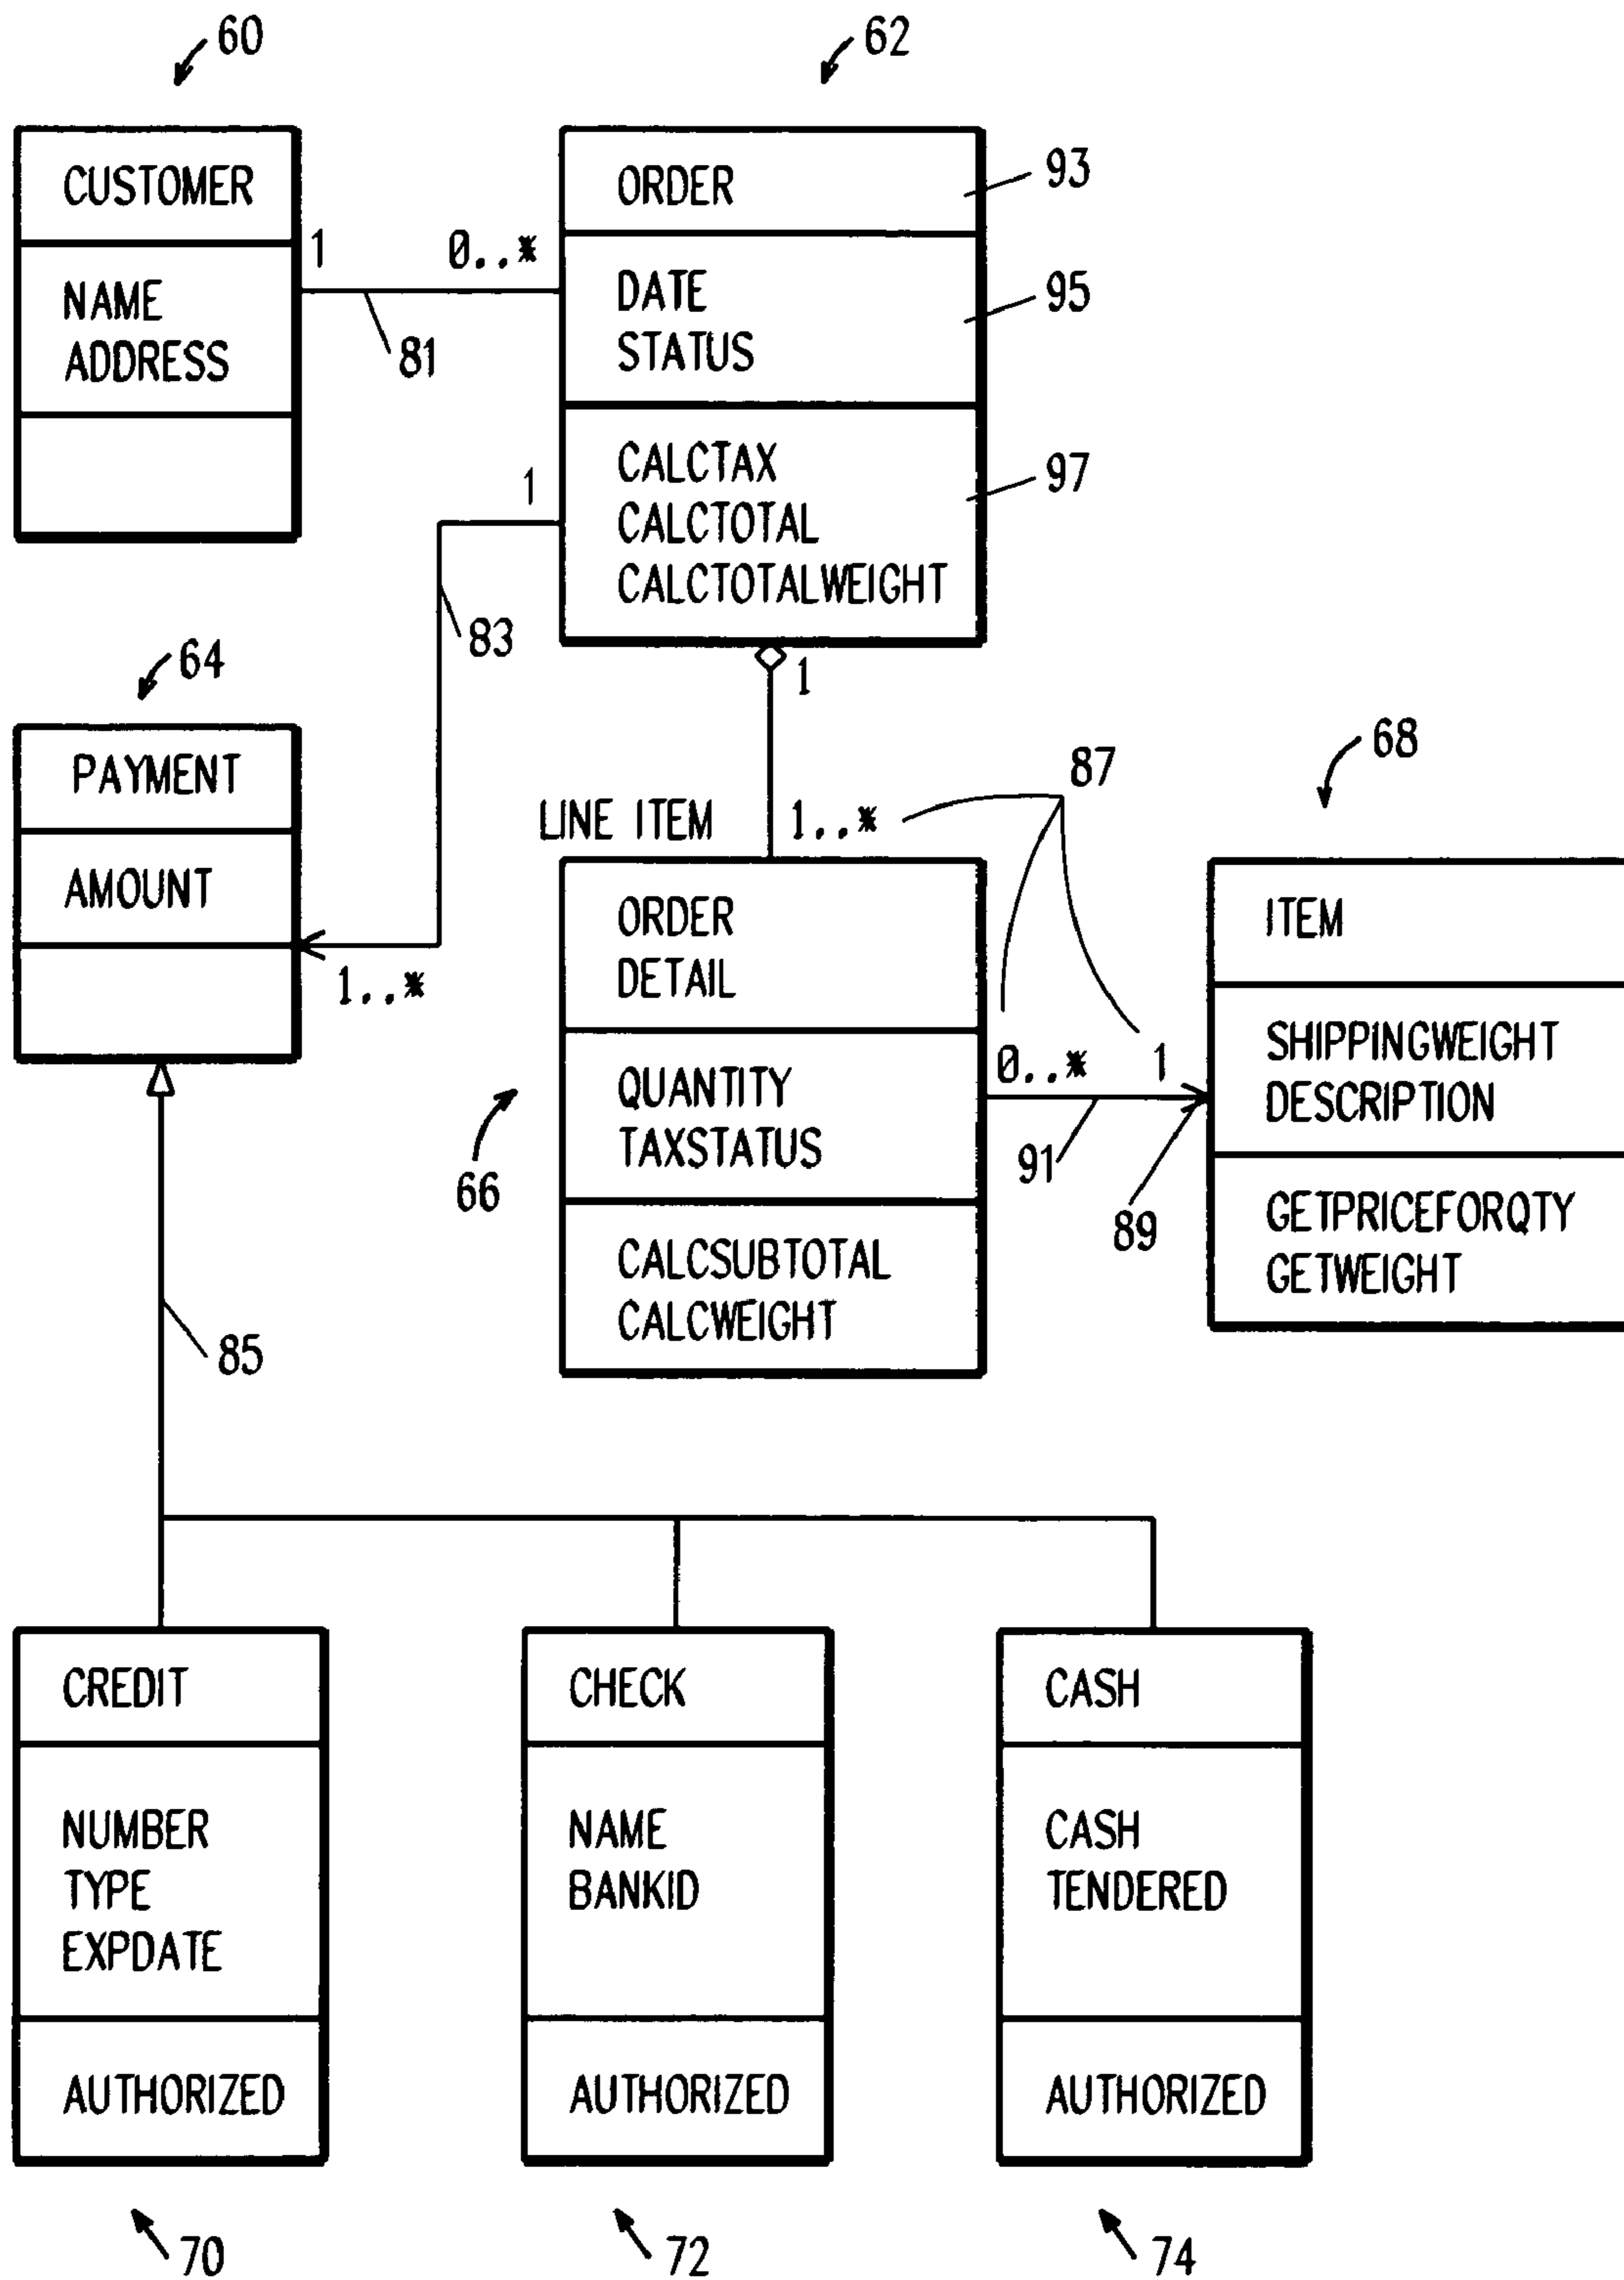 60
62
CUSTOMER
NAME
ADDRESS
1
0..*
81
ORDER
93
DATE
STATUS
95
CALCTAX
CALCTOTAL
CALCTOTALWEIGHT
97
1
83
1
64
PAYMENT
AMOUNT
1..*
LINE ITEM
1..*
87
68
ORDER
DETAIL
QUANTITY
TAXSTATUS
CALCSUBTOTAL
CALCWEIGHT
66
0..*
1
91
89
ITEM
SHIPPINGWEIGHT
DESCRIPTION
GETPRICEFORQTY
GETWEIGHT
85
CREDIT
NUMBER
TYPE
EXPDATE
AUTHORIZED
CHECK
NAME
BANKID
AUTHORIZED
CASH
CASH
TENDERED
AUTHORIZED
70
72
74